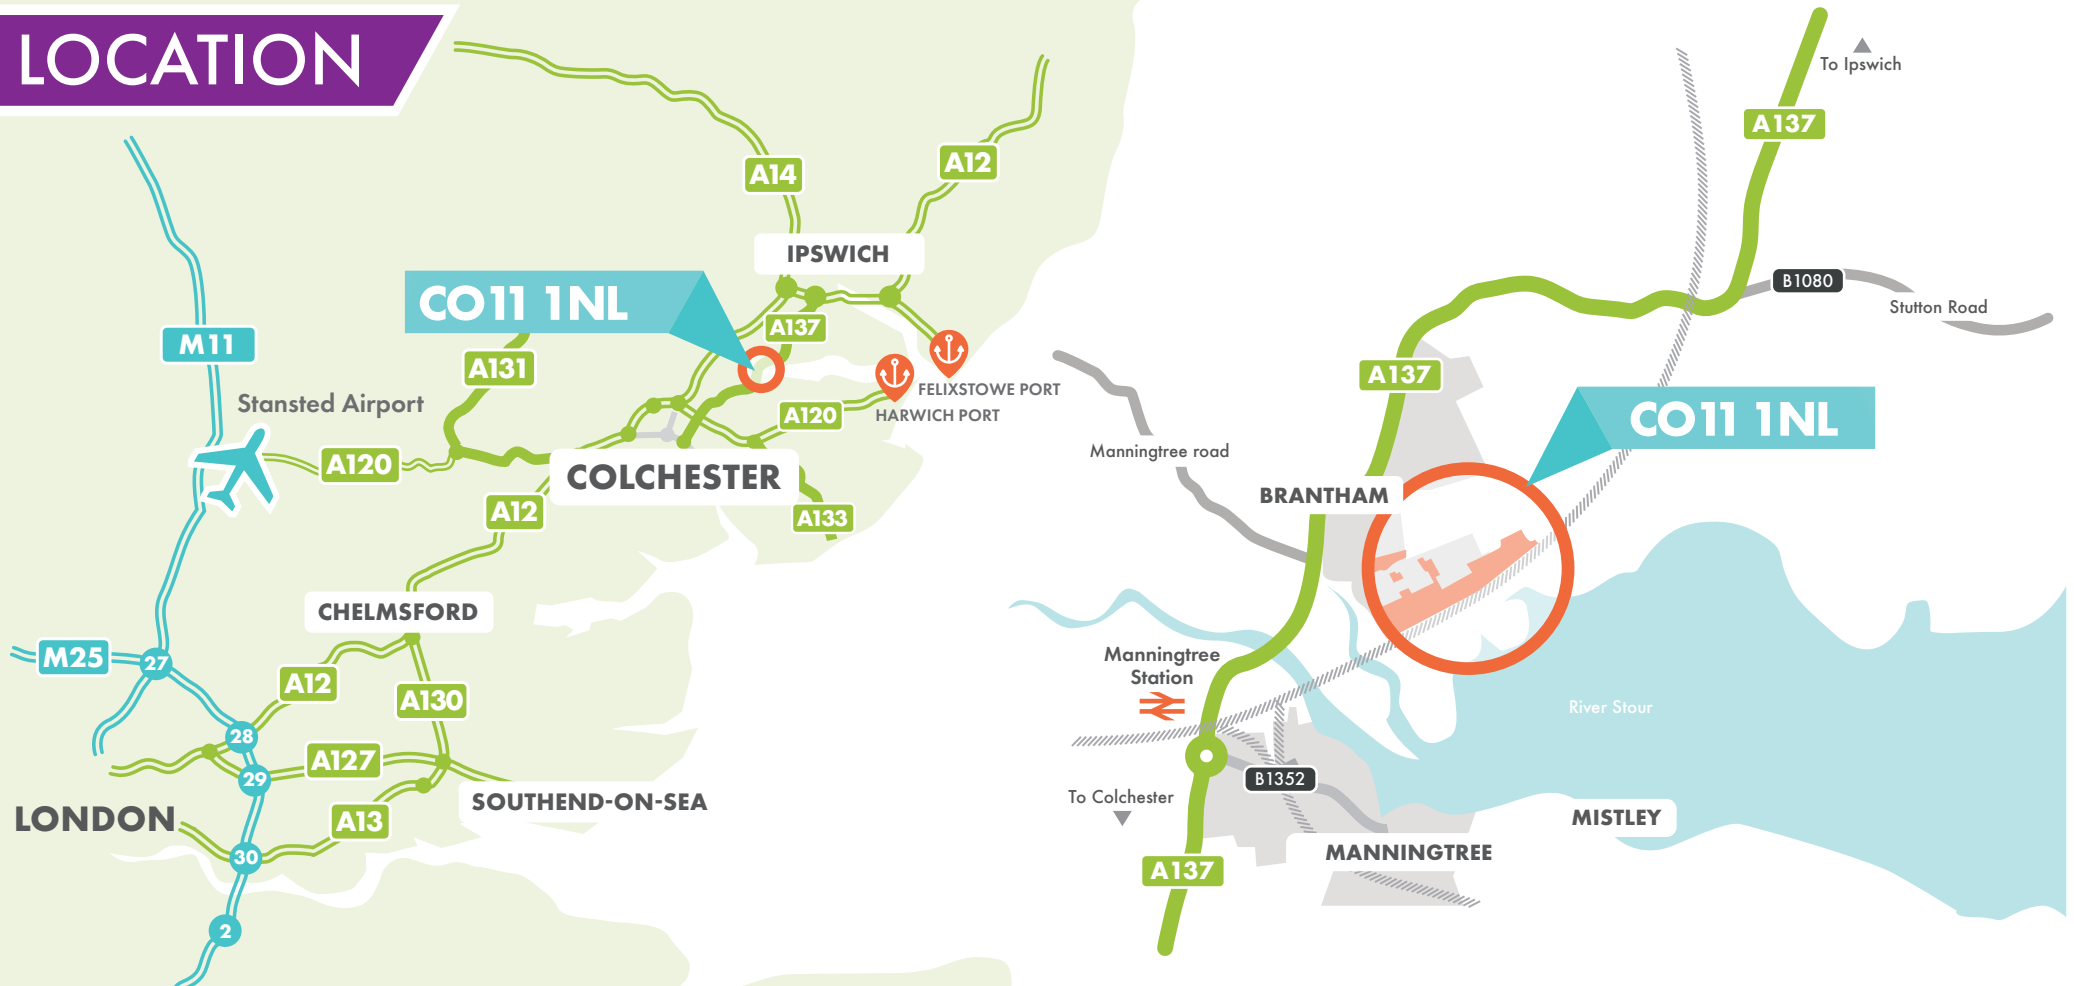 LOCATION
A14
A12
IPSWICH
CO11 1NL
A137
M11
A131
FELIXSTOWE PORT
HARWICH PORT
Stansted Airport
A120
A120
COLCHESTER
A12
A133
CHELMSFORD
M25
27
A12
A130
28
A127
29
SOUTHEND-ON-SEA
LONDON
A13
30
2
To Ipswich
A137
B1080
Stutton Road
A137
CO11 1NL
Manningtree road
BRANTHAM
Manningtree
Station
River Stour
B1352
To Colchester
MISTLEY
MANNINGTREE
A137